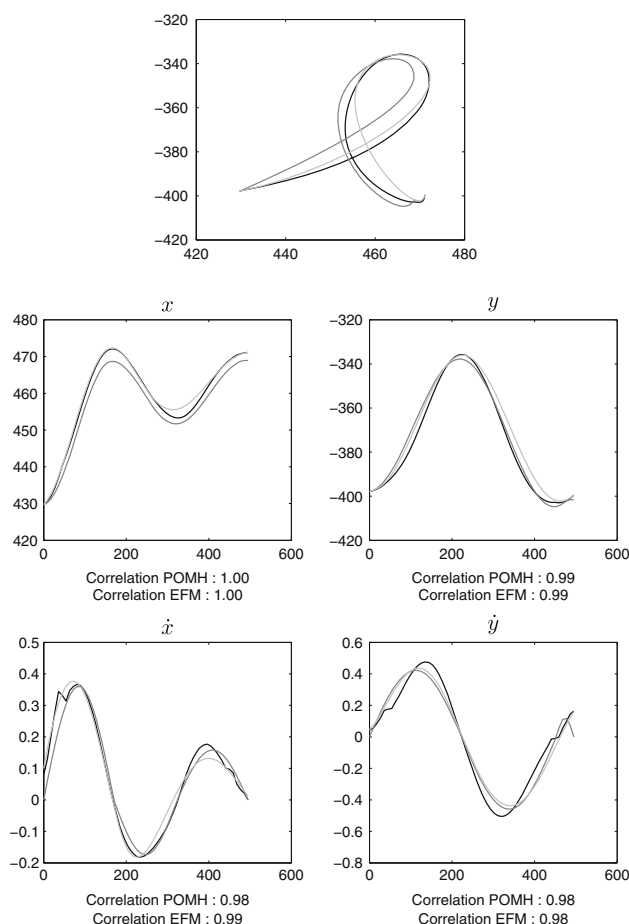 −320
−340
−360
−380
−400
−420
420 440 460 480
x
480
470
460
450
440
430
420
0 200 400 600
Correlation POMH : 1.00
Correlation EFM : 1.00
y
−320
−340
−360
−380
−400
−420
0 200 400 600
Correlation POMH : 0.99
Correlation EFM : 0.99
ẋ
0.5
0.4
0.3
0.2
0.1
0
−0.1
−0.2
0 200 400 600
Correlation POMH : 0.98
Correlation EFM : 0.99
ẏ
0.6
0.4
0.2
0
−0.2
−0.4
−0.6
−0.8
0 200 400 600
Correlation POMH : 0.98
Correlation EFM : 0.98